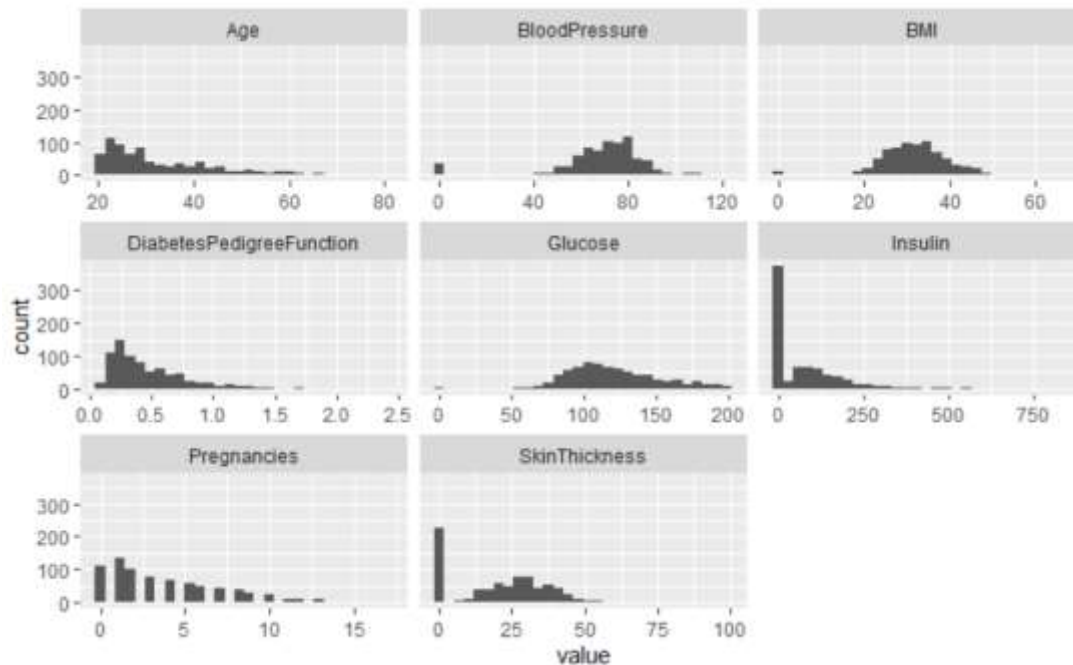 Age BloodPressure BMI
300
200
100
0
20 40 60 80 0 40 80 120 0 20 40 60
DiabetesPedigreeFunction Glucose Insulin
count
300
200
100
0
0.0 0.5 1.0 1.5 2.0 2.5 0 50 100 150 200 0 250 500 750
Pregnancies SkinThickness
300
200
100
0
0 5 10 15 0 25 50 75 100
value